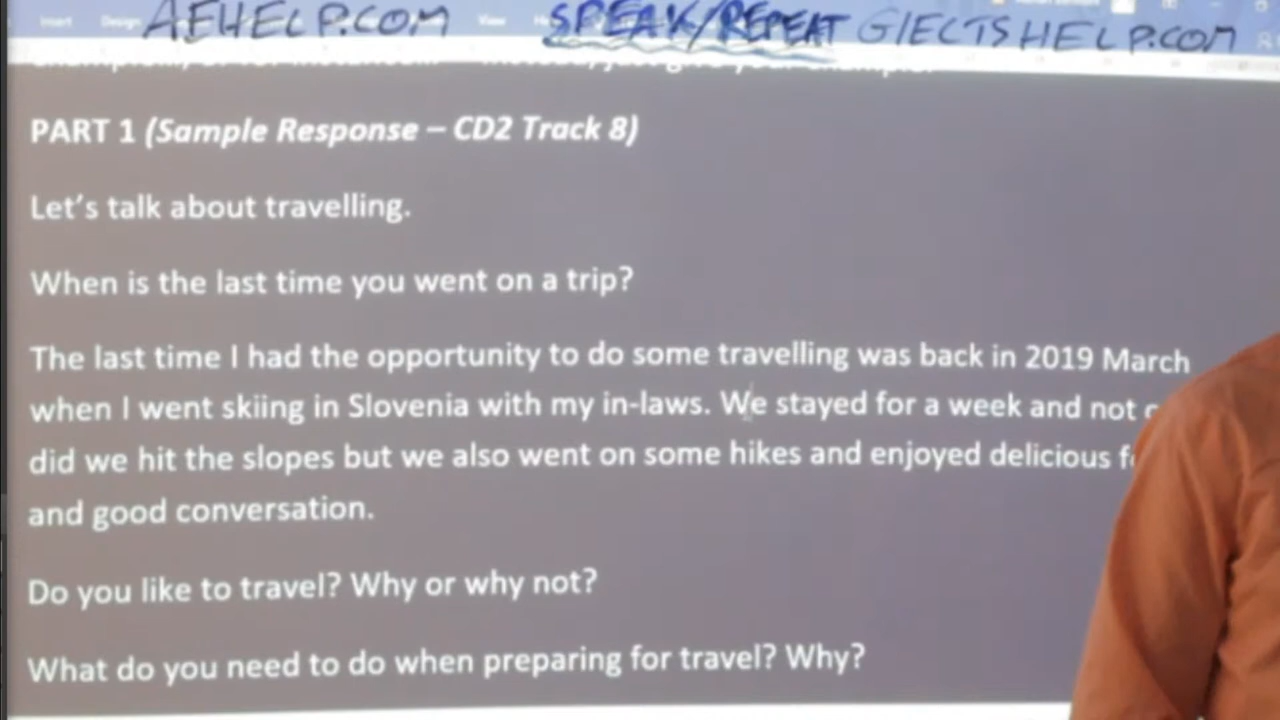 Insert Design View
AEHELP.COM SPEAK/REPEAT GIELTSHELP.COM
PART 1 (Sample Response – CD2 Track 8)
Let's talk about travelling.
When is the last time you went on a trip?
The last time I had the opportunity to do some travelling was back in 2019 March
when I went skiing in Slovenia with my in-laws. We stayed for a week and not
did we hit the slopes but we also went on some hikes and enjoyed delicious
and good conversation.
Do you like to travel? Why or why not?
What do you need to do when preparing for travel? Why?